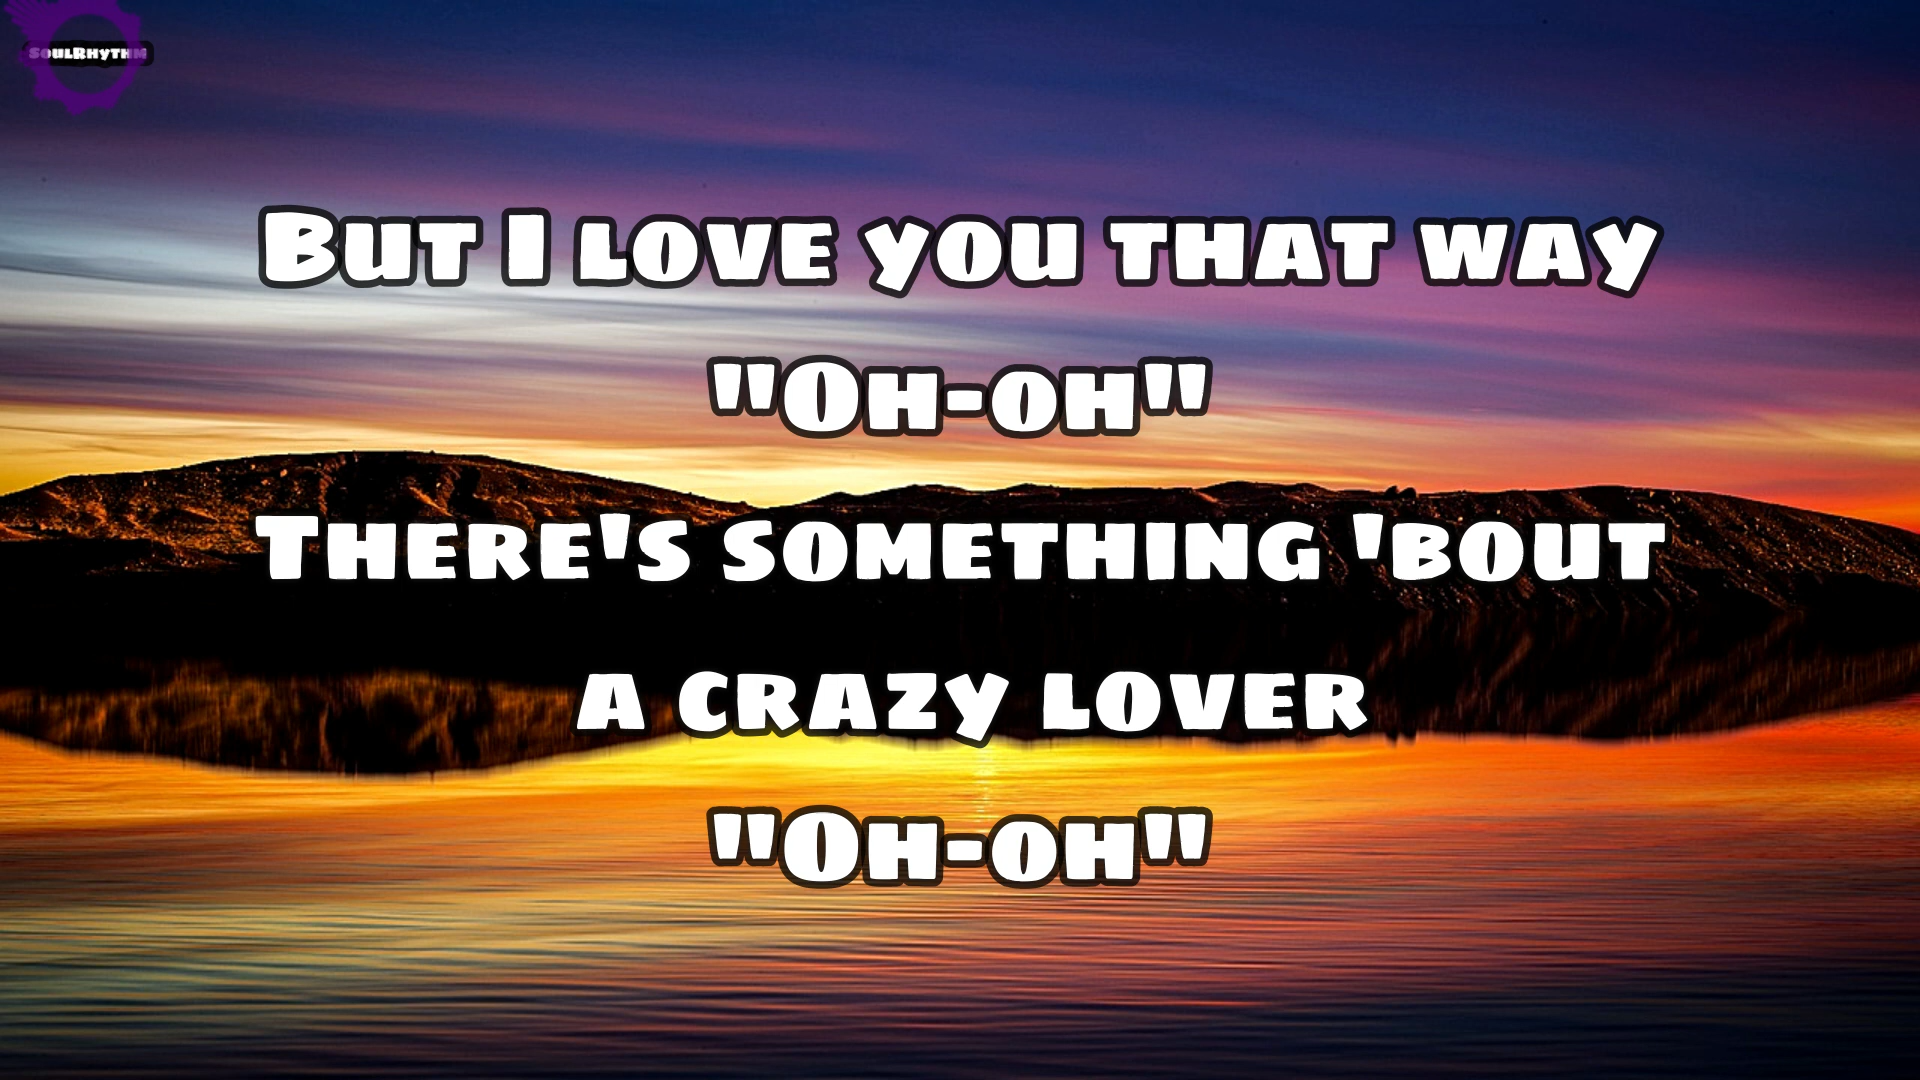 SoulRhythm
But I love you that way
"Oh-oh"
There's something 'bout
a crazy lover
"Oh-oh"